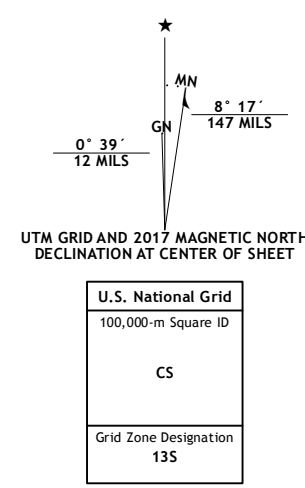 ★
MN
GN
8° 17´
147 MILS
0° 39´
12 MILS
UTM GRID AND 2017 MAGNETIC NORTH
DECLINATION AT CENTER OF SHEET
U.S. National Grid
100,000-m Square ID
CS
Grid Zone Designation
13S